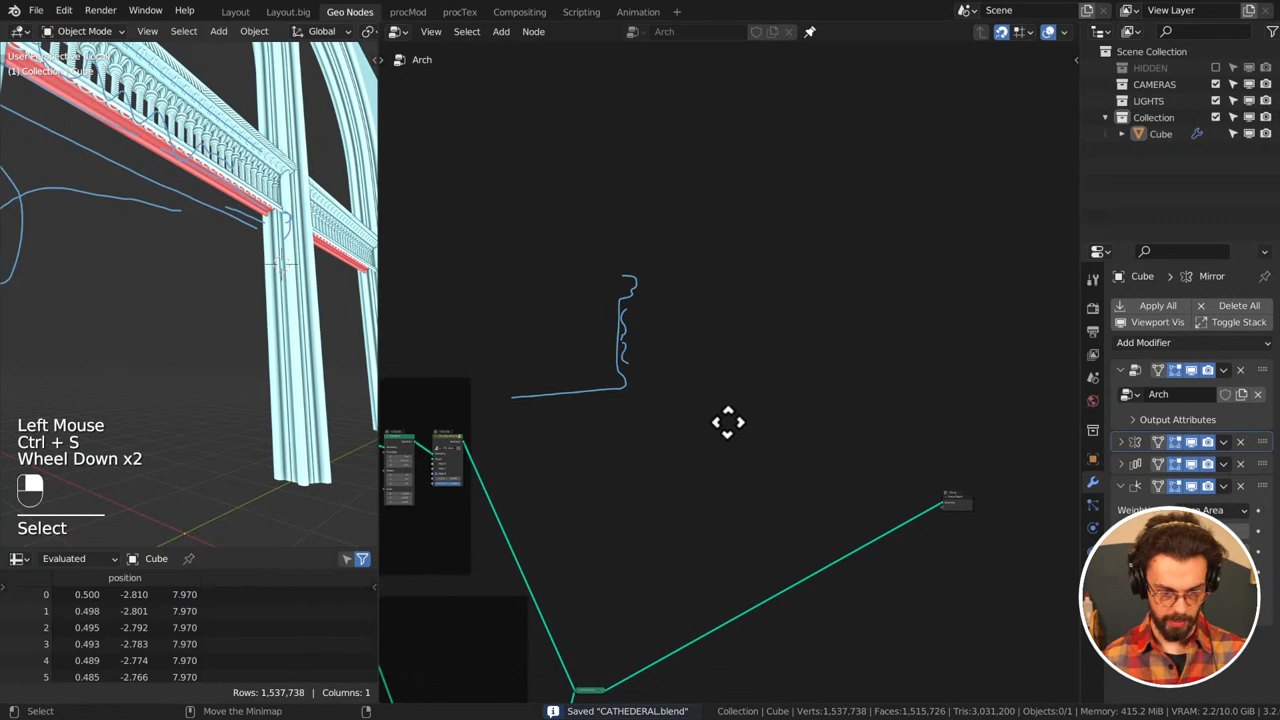 File Edit Render Window Help Layout Layout.big Geo Nodes procMod procTex Compositing Scripting Animation + Scene View Layer
Object Mode View Select Add Object Global View Select Add Node Arch
User Perspective (Local)
(1) Collection | Cube
Arch
Scene Collection
HIDDEN
CAMERAS
LIGHTS
Collection
Cube
Cube > Mirror
Apply All Delete All
Viewport Vis Toggle Stack
Add Modifier
Arch
Output Attributes
Left Mouse
Ctrl + S
Wheel Down x2
Select
Evaluated Cube
position
0 0.500 -2.810 7.970
1 0.498 -2.801 7.970
2 0.495 -2.792 7.970
3 0.493 -2.783 7.970
4 0.489 -2.774 7.970
5 0.485 -2.766 7.970
Rows: 1,537,738 | Columns: 1
Select Move the Minimap Saved "CATHEDERAL.blend" Collection | Cube | Verts:1,537,738 | Faces:1,515,726 | Tris:3,031,200 | Objects:0/1 | Memory: 415.2 MiB | VRAM: 2.2/10.0 GiB | 3.2